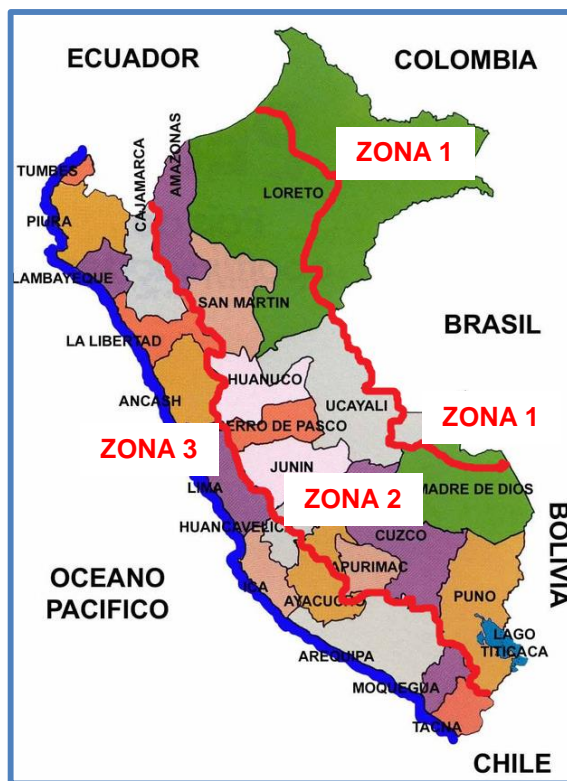 ECUADOR
COLOMBIA
ZONA 1
AMAZONAS
CAJAMARCA
TUMBES
LORETO
PIURA
LAMBAYEQUE
SAN MARTIN
BRASIL
LA LIBERTAD
HUANUCO
ANCASH
UCAYALI
ZONA 1
ERRO DE PASCO
ZONA 3
JUNIN
LIMA
ZONA 2
MADRE DE DIOS
HUANCAVELIC
CUZCO
BOLIVIA
APURIMAC
OCEANO
PACIFICO
ICA
AYACUCHO
PUNO
LAGO
TITICACA
AREQUIPA
MOQUEGUA
TACNA
CHILE